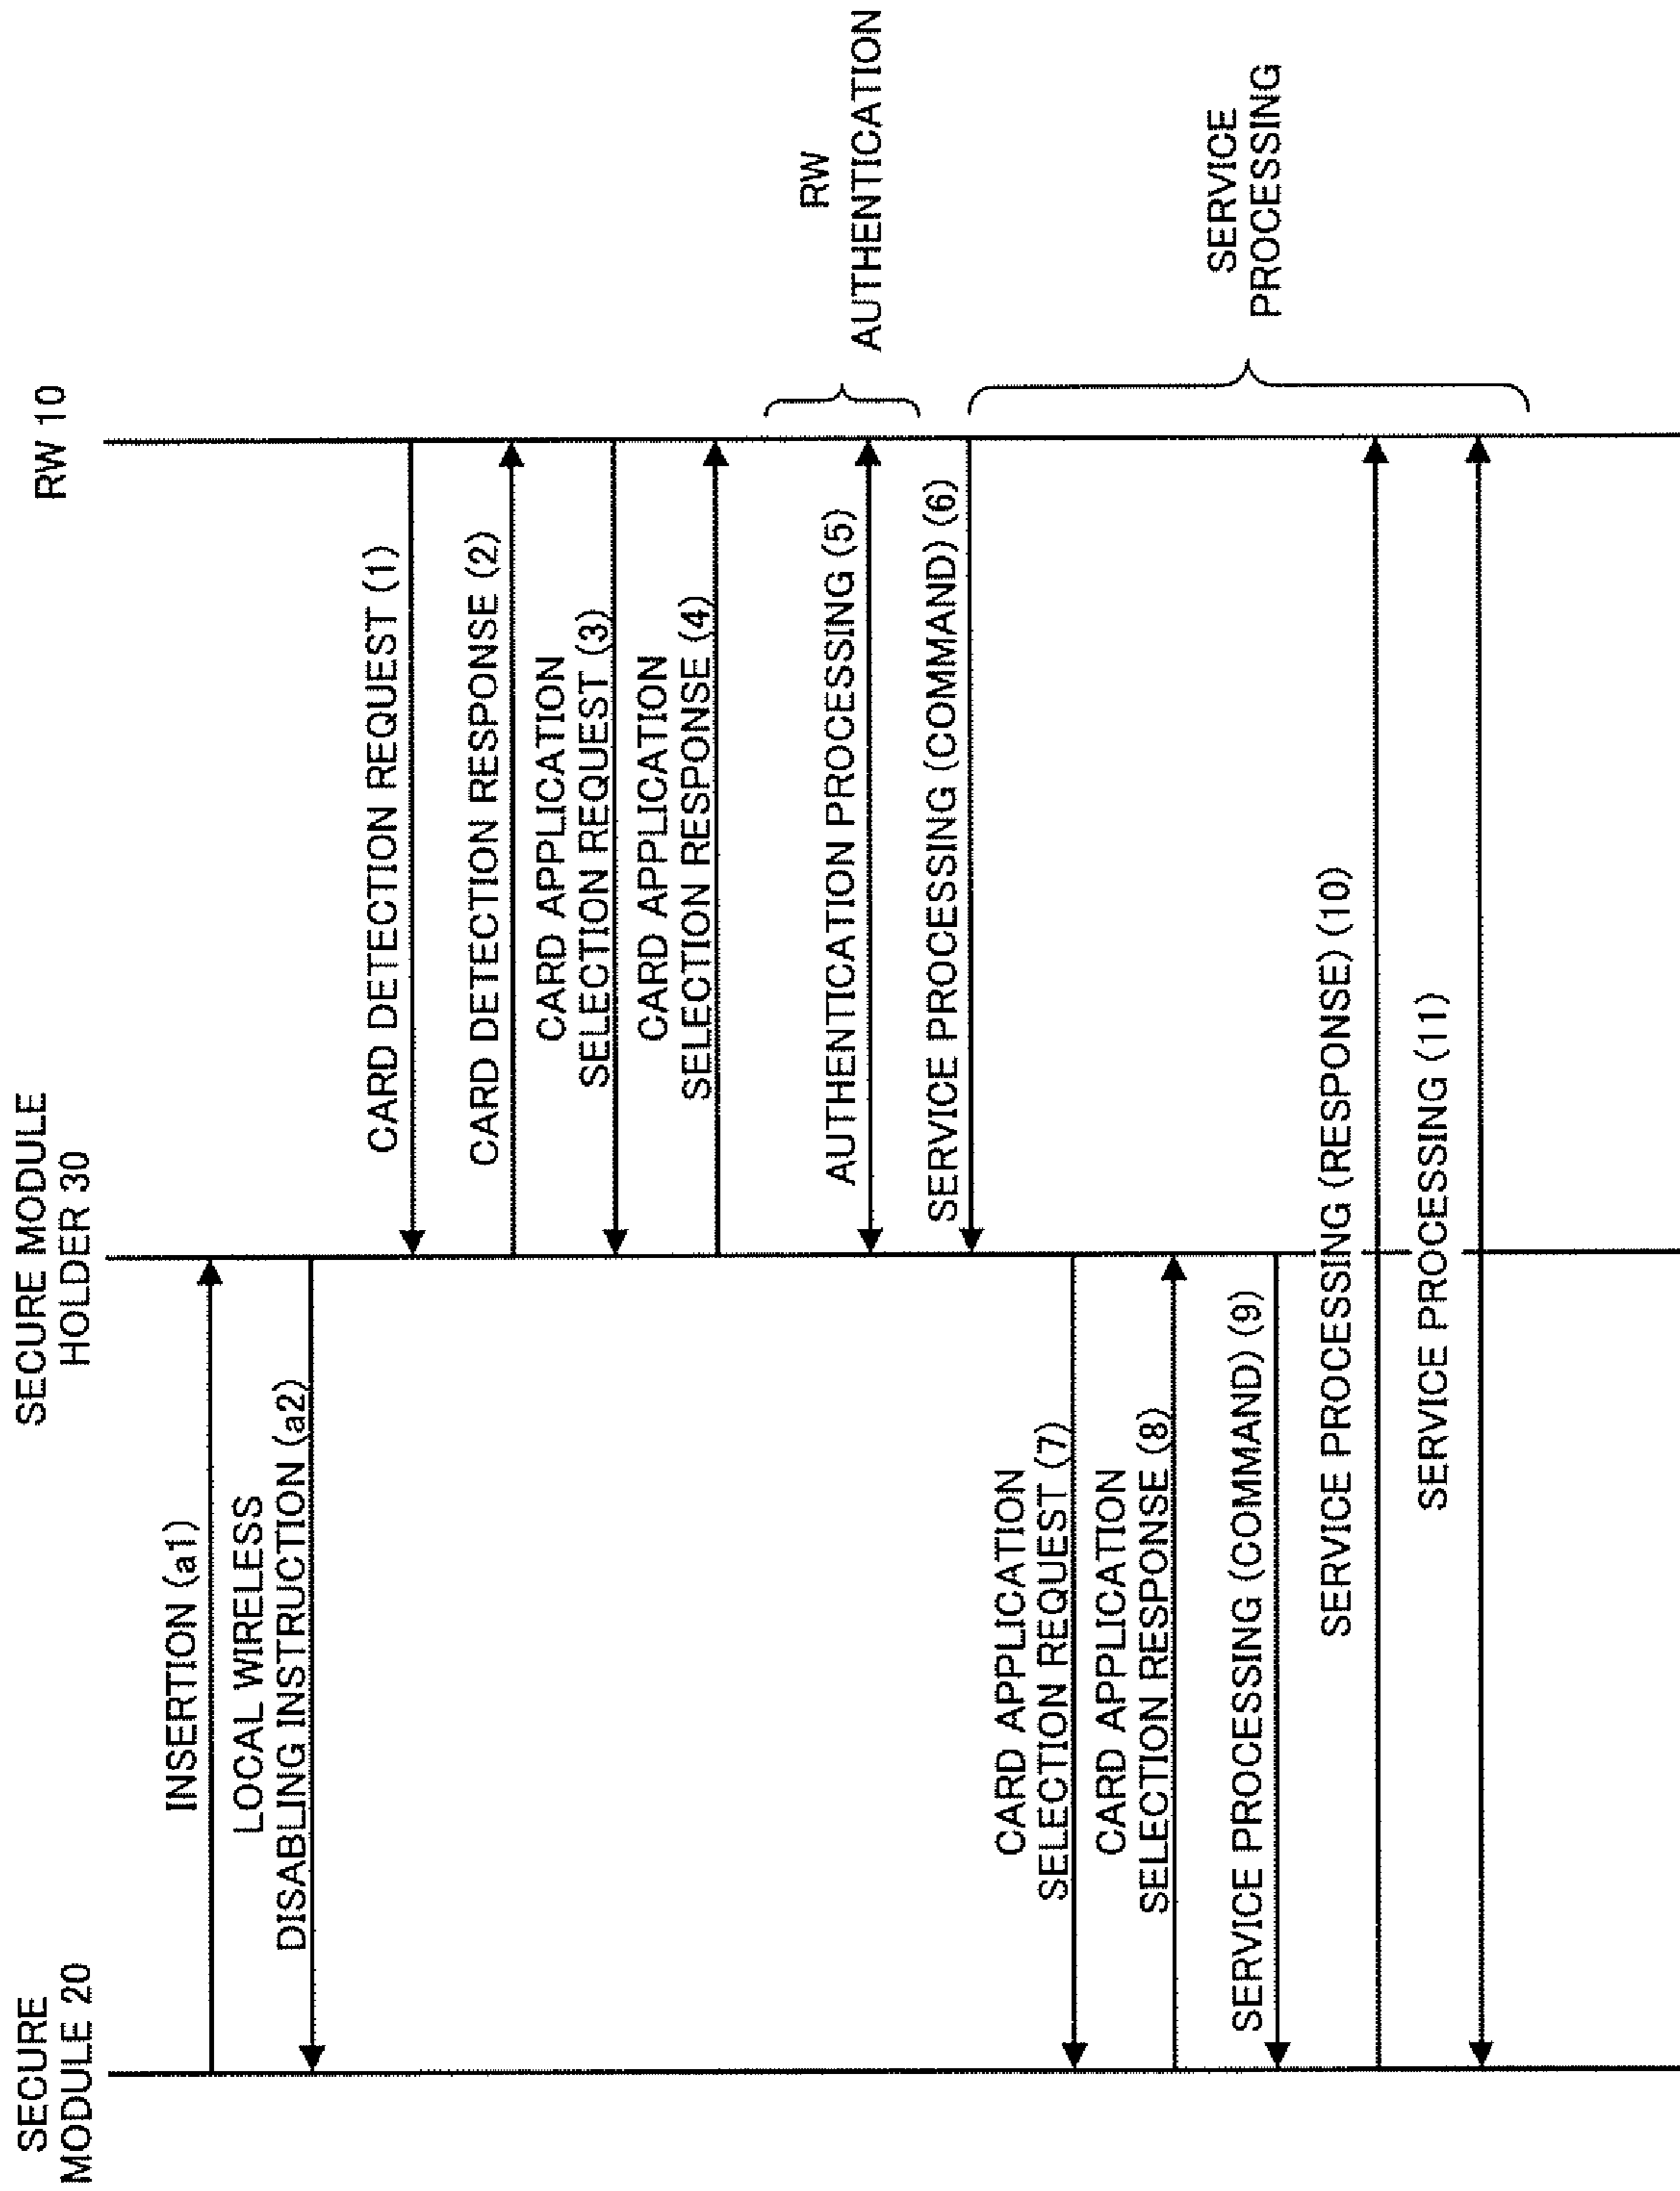 SECURE
MODULE 20
SECURE MODULE
HOLDER 30
RW 10
INSERTION (a1)
LOCAL WIRELESS
DISABLING INSTRUCTION (a2)
CARD DETECTION REQUEST (1)
CARD DETECTION RESPONSE (2)
CARD APPLICATION
SELECTION REQUEST (3)
CARD APPLICATION
SELECTION RESPONSE (4)
AUTHENTICATION PROCESSING (5)
RW
AUTHENTICATION
SERVICE PROCESSING (COMMAND) (6)
CARD APPLICATION
SELECTION REQUEST (7)
CARD APPLICATION
SELECTION RESPONSE (8)
SERVICE PROCESSING (COMMAND) (9)
SERVICE PROCESSING (RESPONSE) (10)
SERVICE PROCESSING (11)
SERVICE
PROCESSING